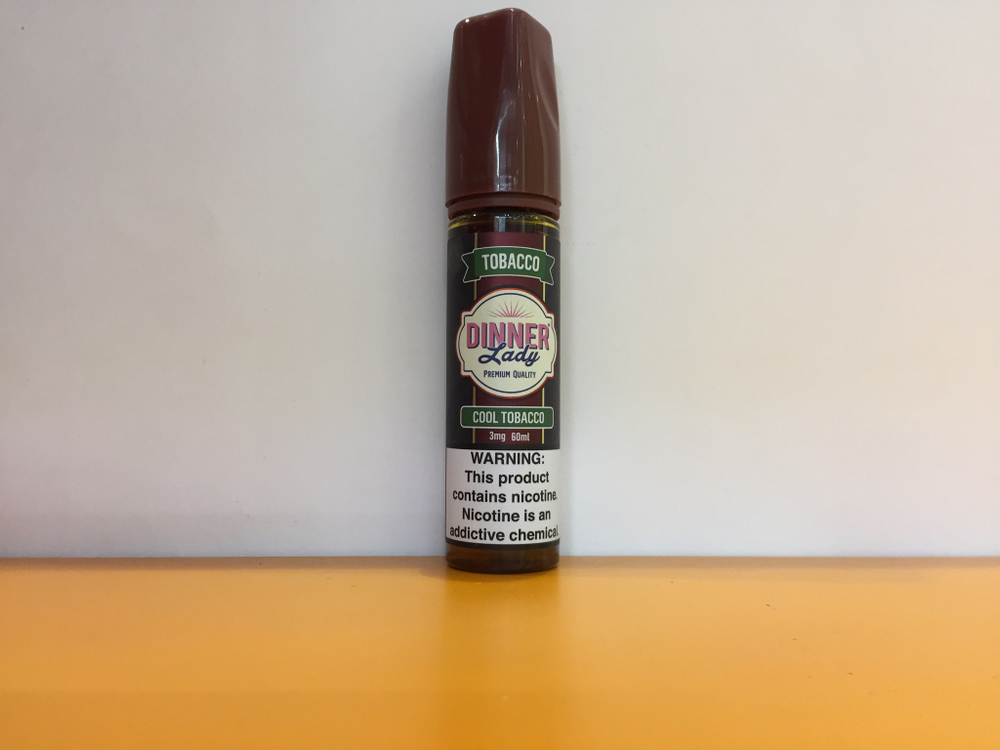 TOBACCO
DINNER
Lady
PREMIUM QUALITY
COOL TOBACCO
3mg 60ml
WARNING:
This product
contains nicotine.
Nicotine is an
addictive chemical